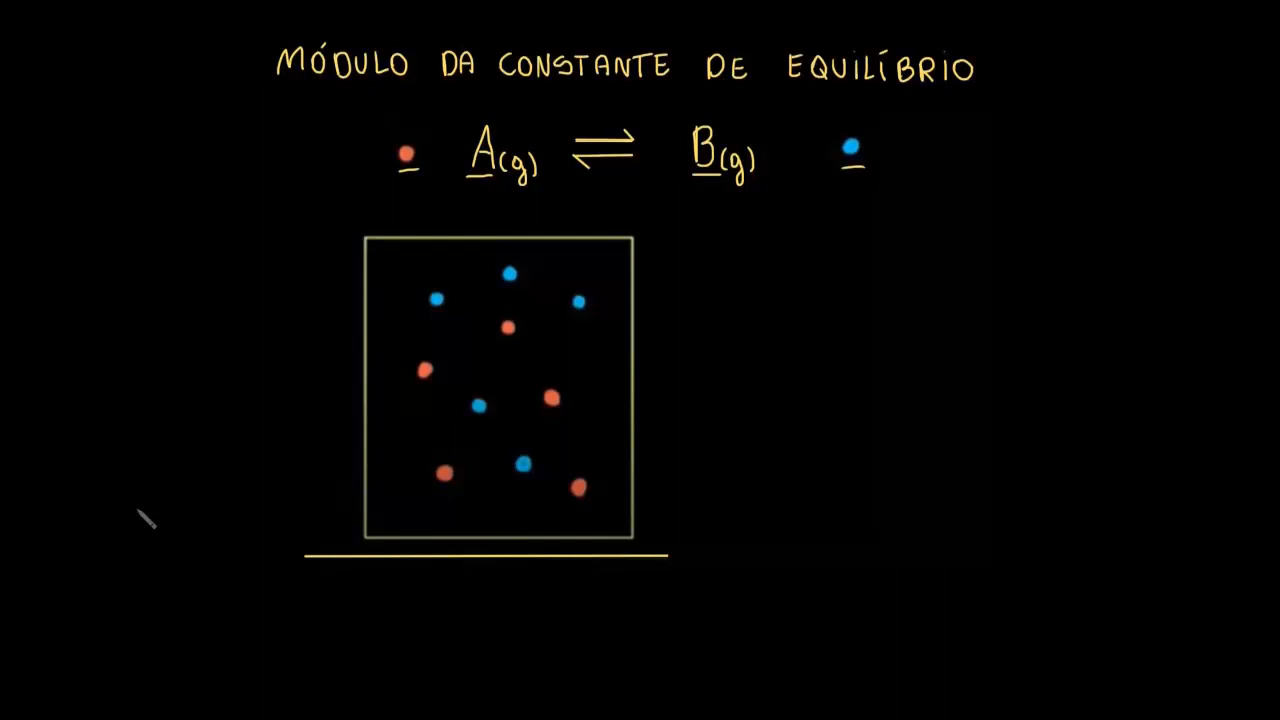 MÓDULO DA CONSTANTE DE EQUILÍBRIO
A(g) ⇌ B(g)